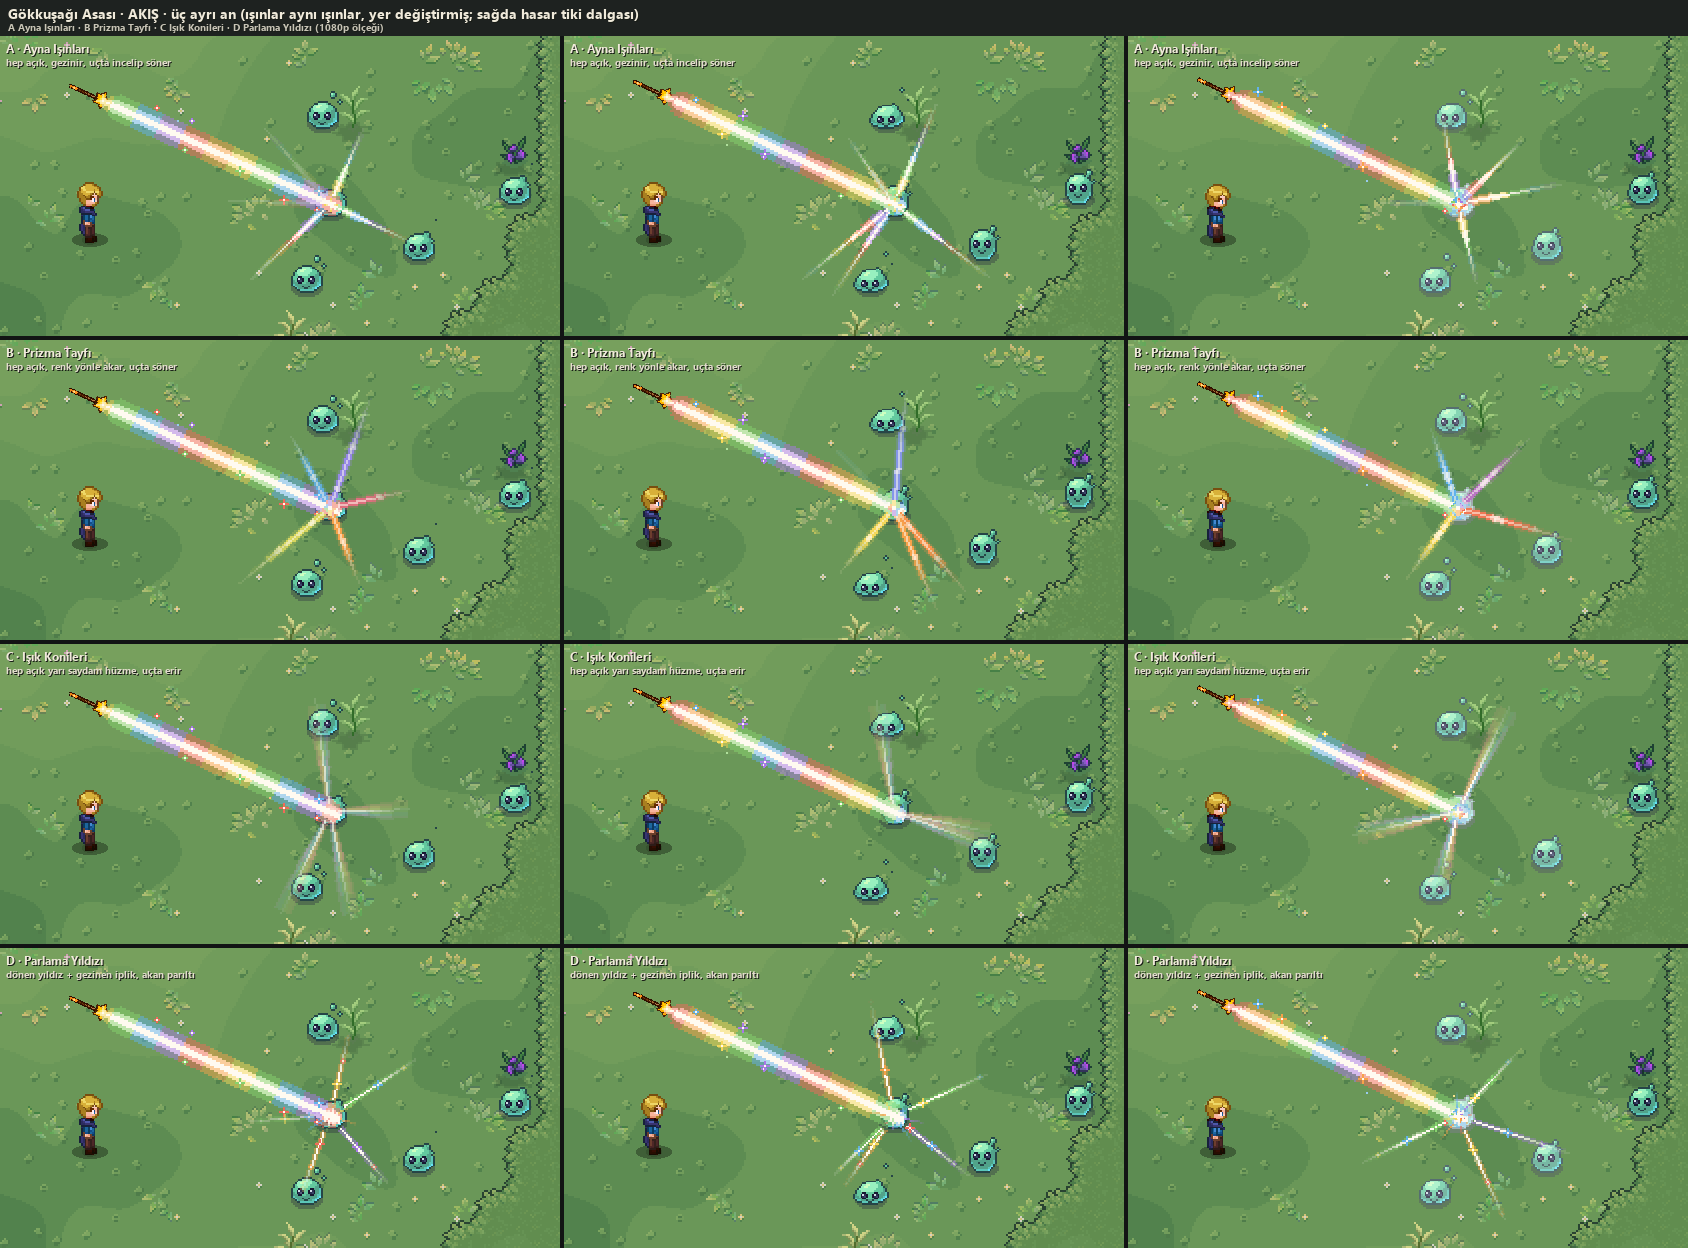 Gökkuşağı Asası · AKIŞ · üç ayrı an (ışınlar aynı ışınlar, yer değiştirmiş; sağda hasar tiki dalgası)
A Ayna Işınları · B Prizma Tayfı · C Işık Konileri · D Parlama Yıldızı (1080p ölçeği)
A · Ayna Işınları
hep açık, gezinir, uçta incelip söner
A · Ayna Işınları
hep açık, gezinir, uçta incelip söner
A · Ayna Işınları
hep açık, gezinir, uçta incelip söner
B · Prizma Tayfı
hep açık, renk yönle akar, uçta söner
B · Prizma Tayfı
hep açık, renk yönle akar, uçta söner
B · Prizma Tayfı
hep açık, renk yönle akar, uçta söner
C · Işık Konileri
hep açık yarı saydam hüzme, uçta erir
C · Işık Konileri
hep açık yarı saydam hüzme, uçta erir
C · Işık Konileri
hep açık yarı saydam hüzme, uçta erir
D · Parlama Yıldızı
dönen yıldız + gezinen iplik, akan parıltı
D · Parlama Yıldızı
dönen yıldız + gezinen iplik, akan parıltı
D · Parlama Yıldızı
dönen yıldız + gezinen iplik, akan parıltı